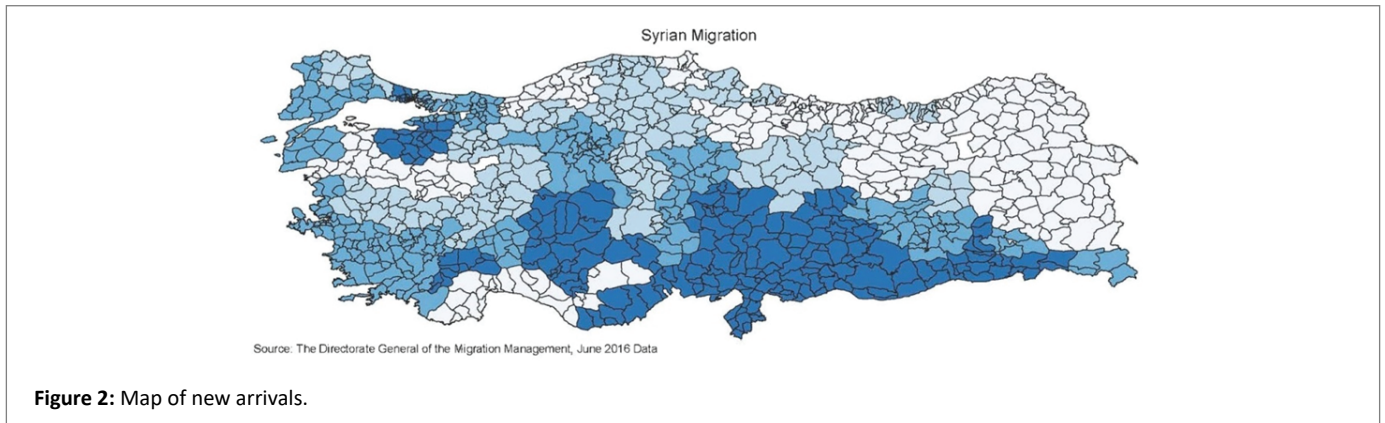 Syrian Migration
Source: The Directorate General of the Migration Management, June 2016 Data
Figure 2: Map of new arrivals.